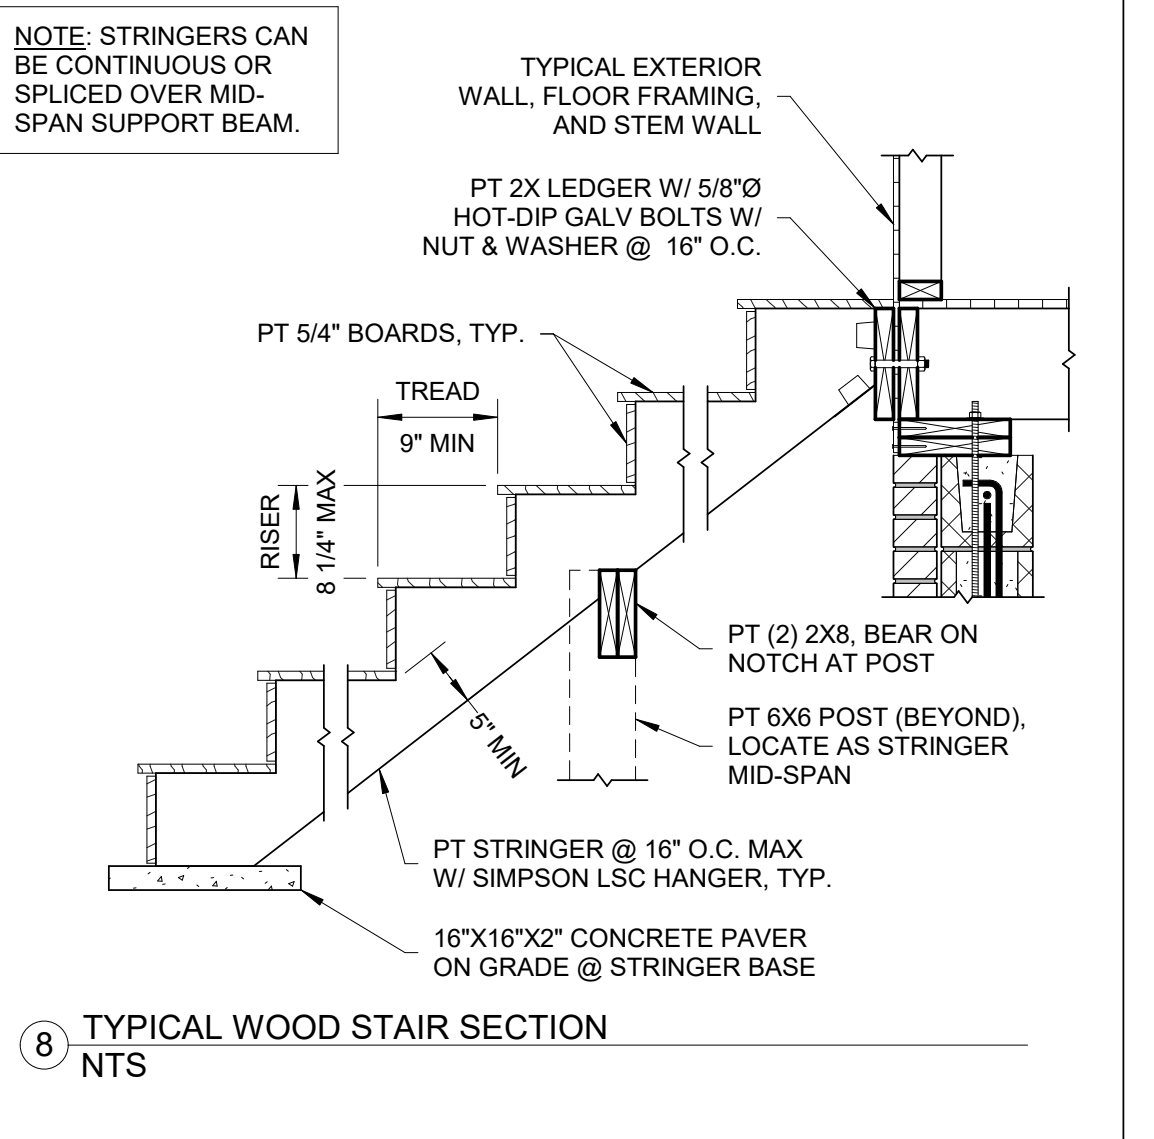 NOTE: STRINGERS CAN
BE CONTINUOUS OR
SPLICED OVER MID-
SPAN SUPPORT BEAM.
TYPICAL EXTERIOR
WALL, FLOOR FRAMING,
AND STEM WALL
PT 2X LEDGER W/ 5/8"Ø
HOT-DIP GALV BOLTS W/
NUT & WASHER @ 16" O.C.
PT 5/4" BOARDS, TYP.
TREAD
9" MIN
RISER
8 1/4" MAX
5" MIN
PT (2) 2X8, BEAR ON
NOTCH AT POST
PT 6X6 POST (BEYOND),
LOCATE AS STRINGER
MID-SPAN
PT STRINGER @ 16" O.C. MAX
W/ SIMPSON LSC HANGER, TYP.
16"X16"X2" CONCRETE PAVER
ON GRADE @ STRINGER BASE
8 TYPICAL WOOD STAIR SECTION
NTS